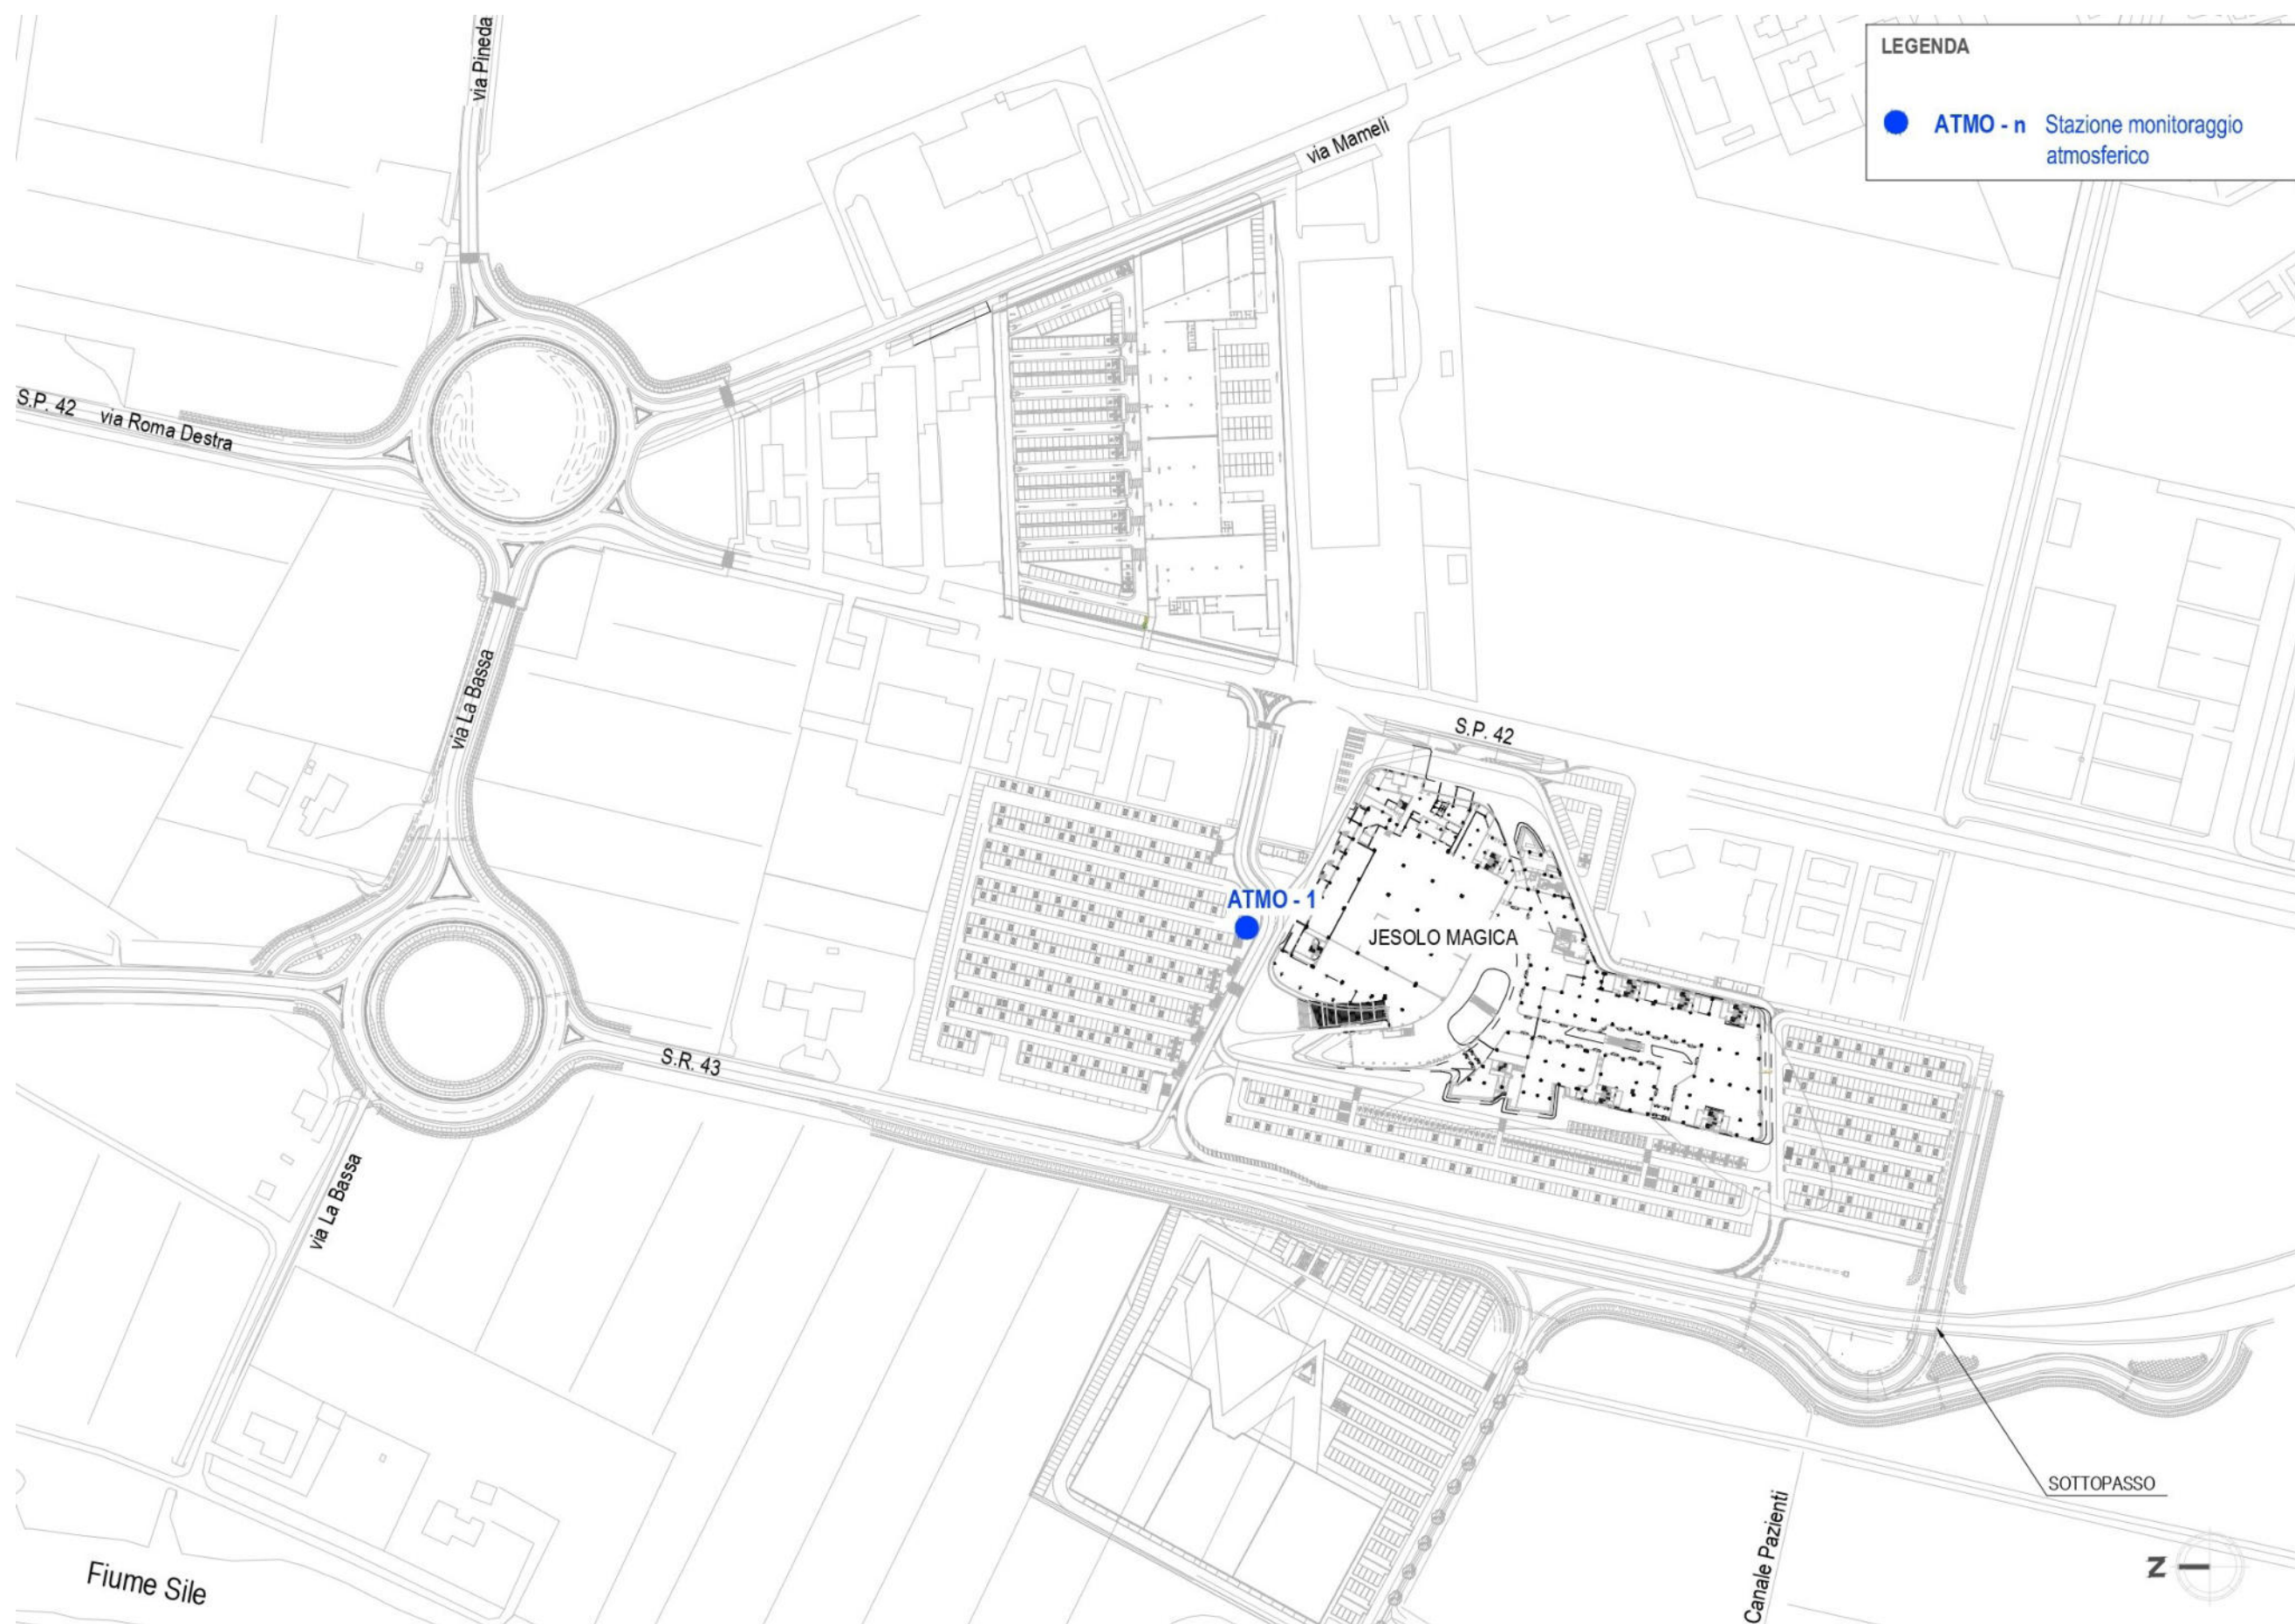 via Pineda
LEGENDA
ATMO - n Stazione monitoraggio
atmosferico
via Mameli
S.P. 42 via Roma Destra
via La Bassa
S.P. 42
ATMO - 1
JESOLO MAGICA
S.R. 43
via La Bassa
SOTTOPASSO
Canale Pazienti
Fiume Sile
N